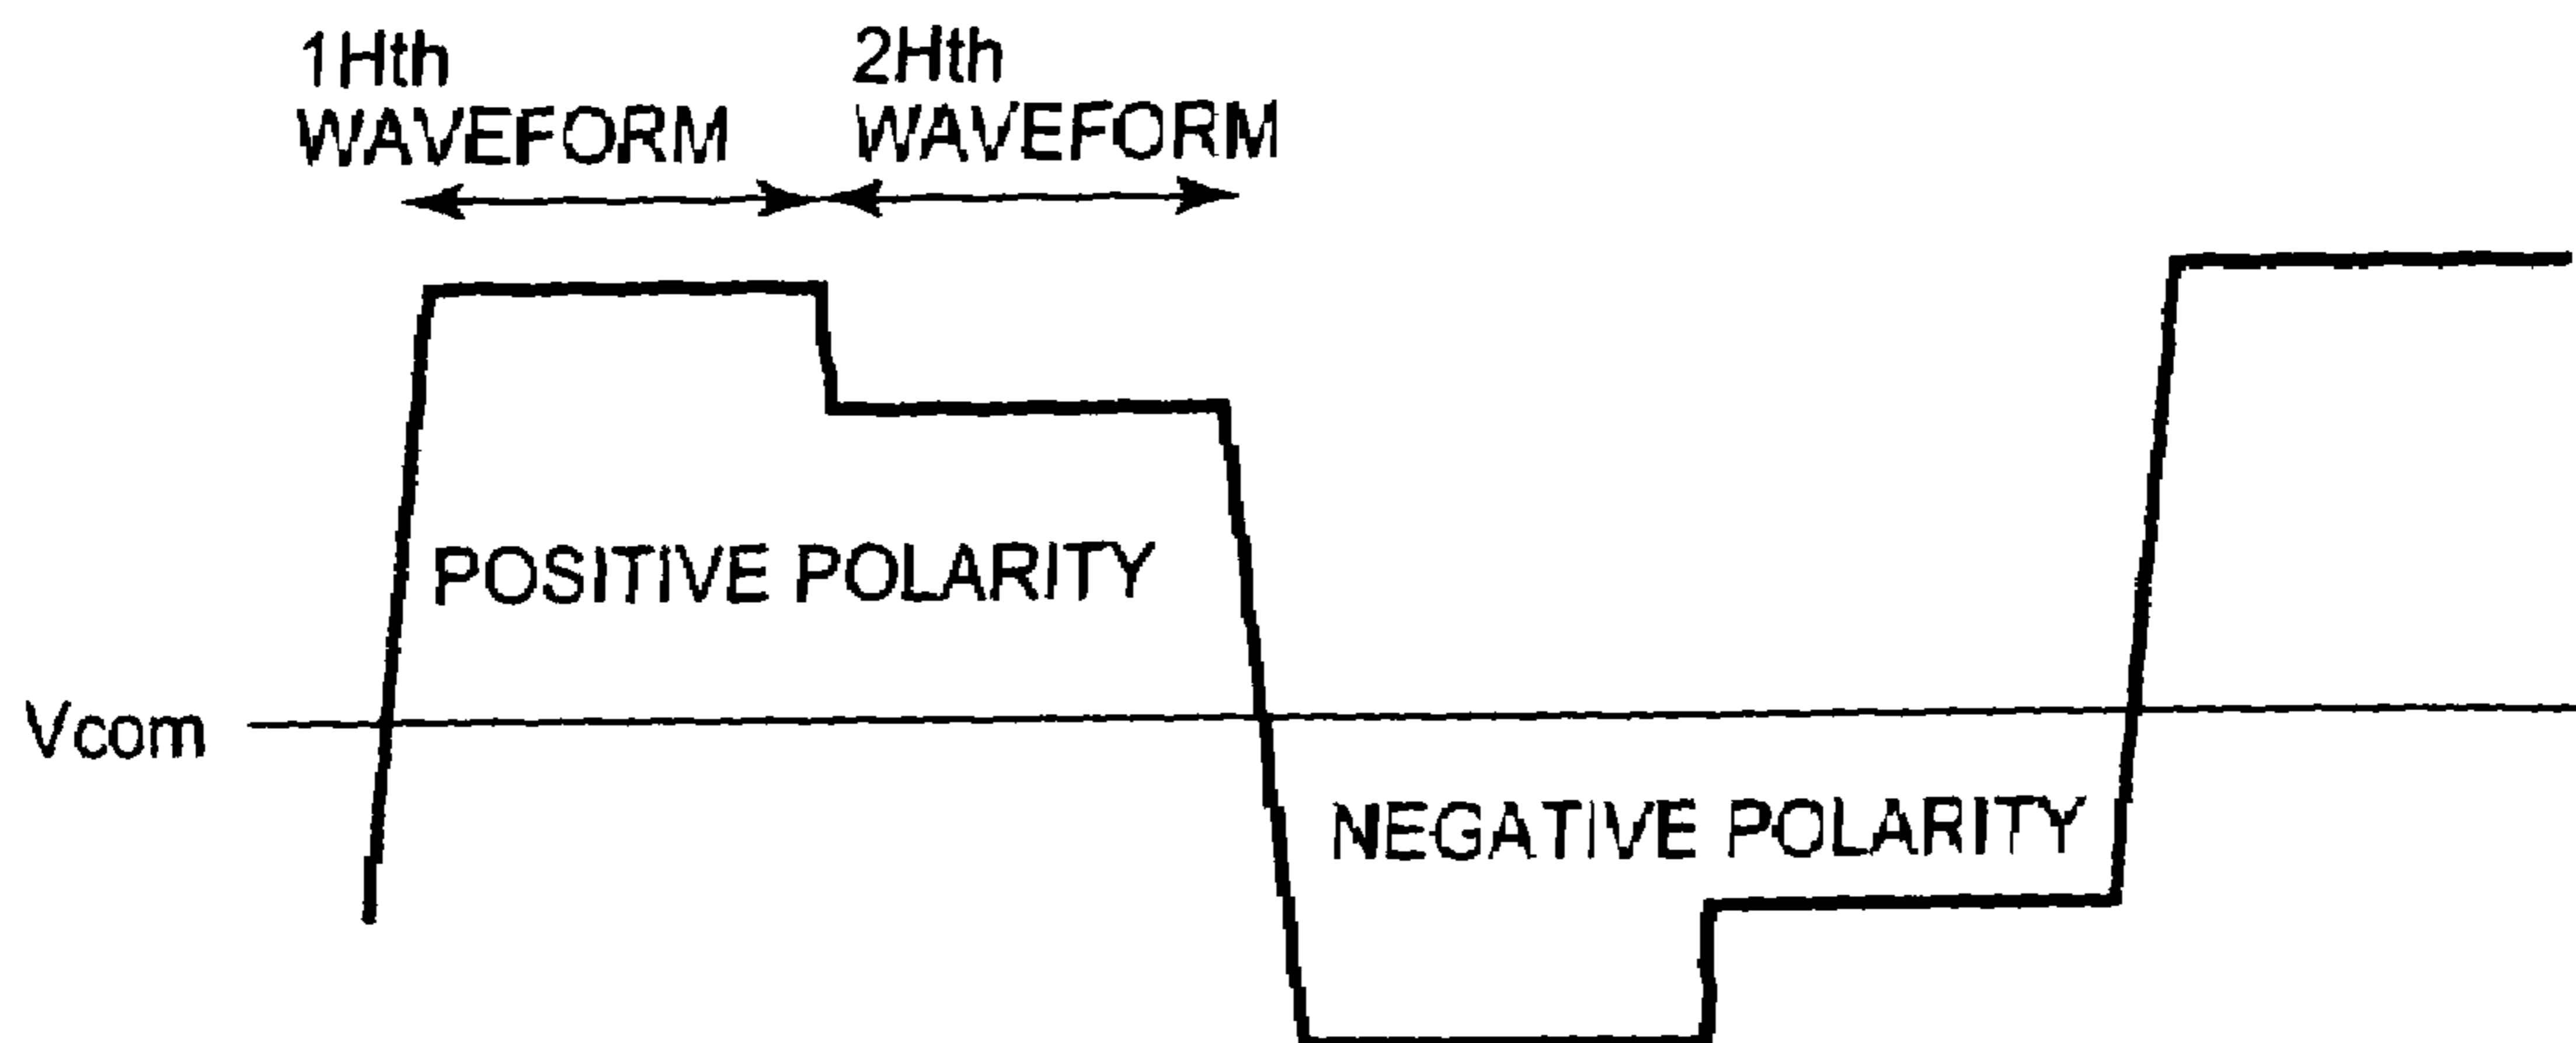 1Hth
WAVEFORM
2Hth
WAVEFORM
POSITIVE POLARITY
Vcom
NEGATIVE POLARITY